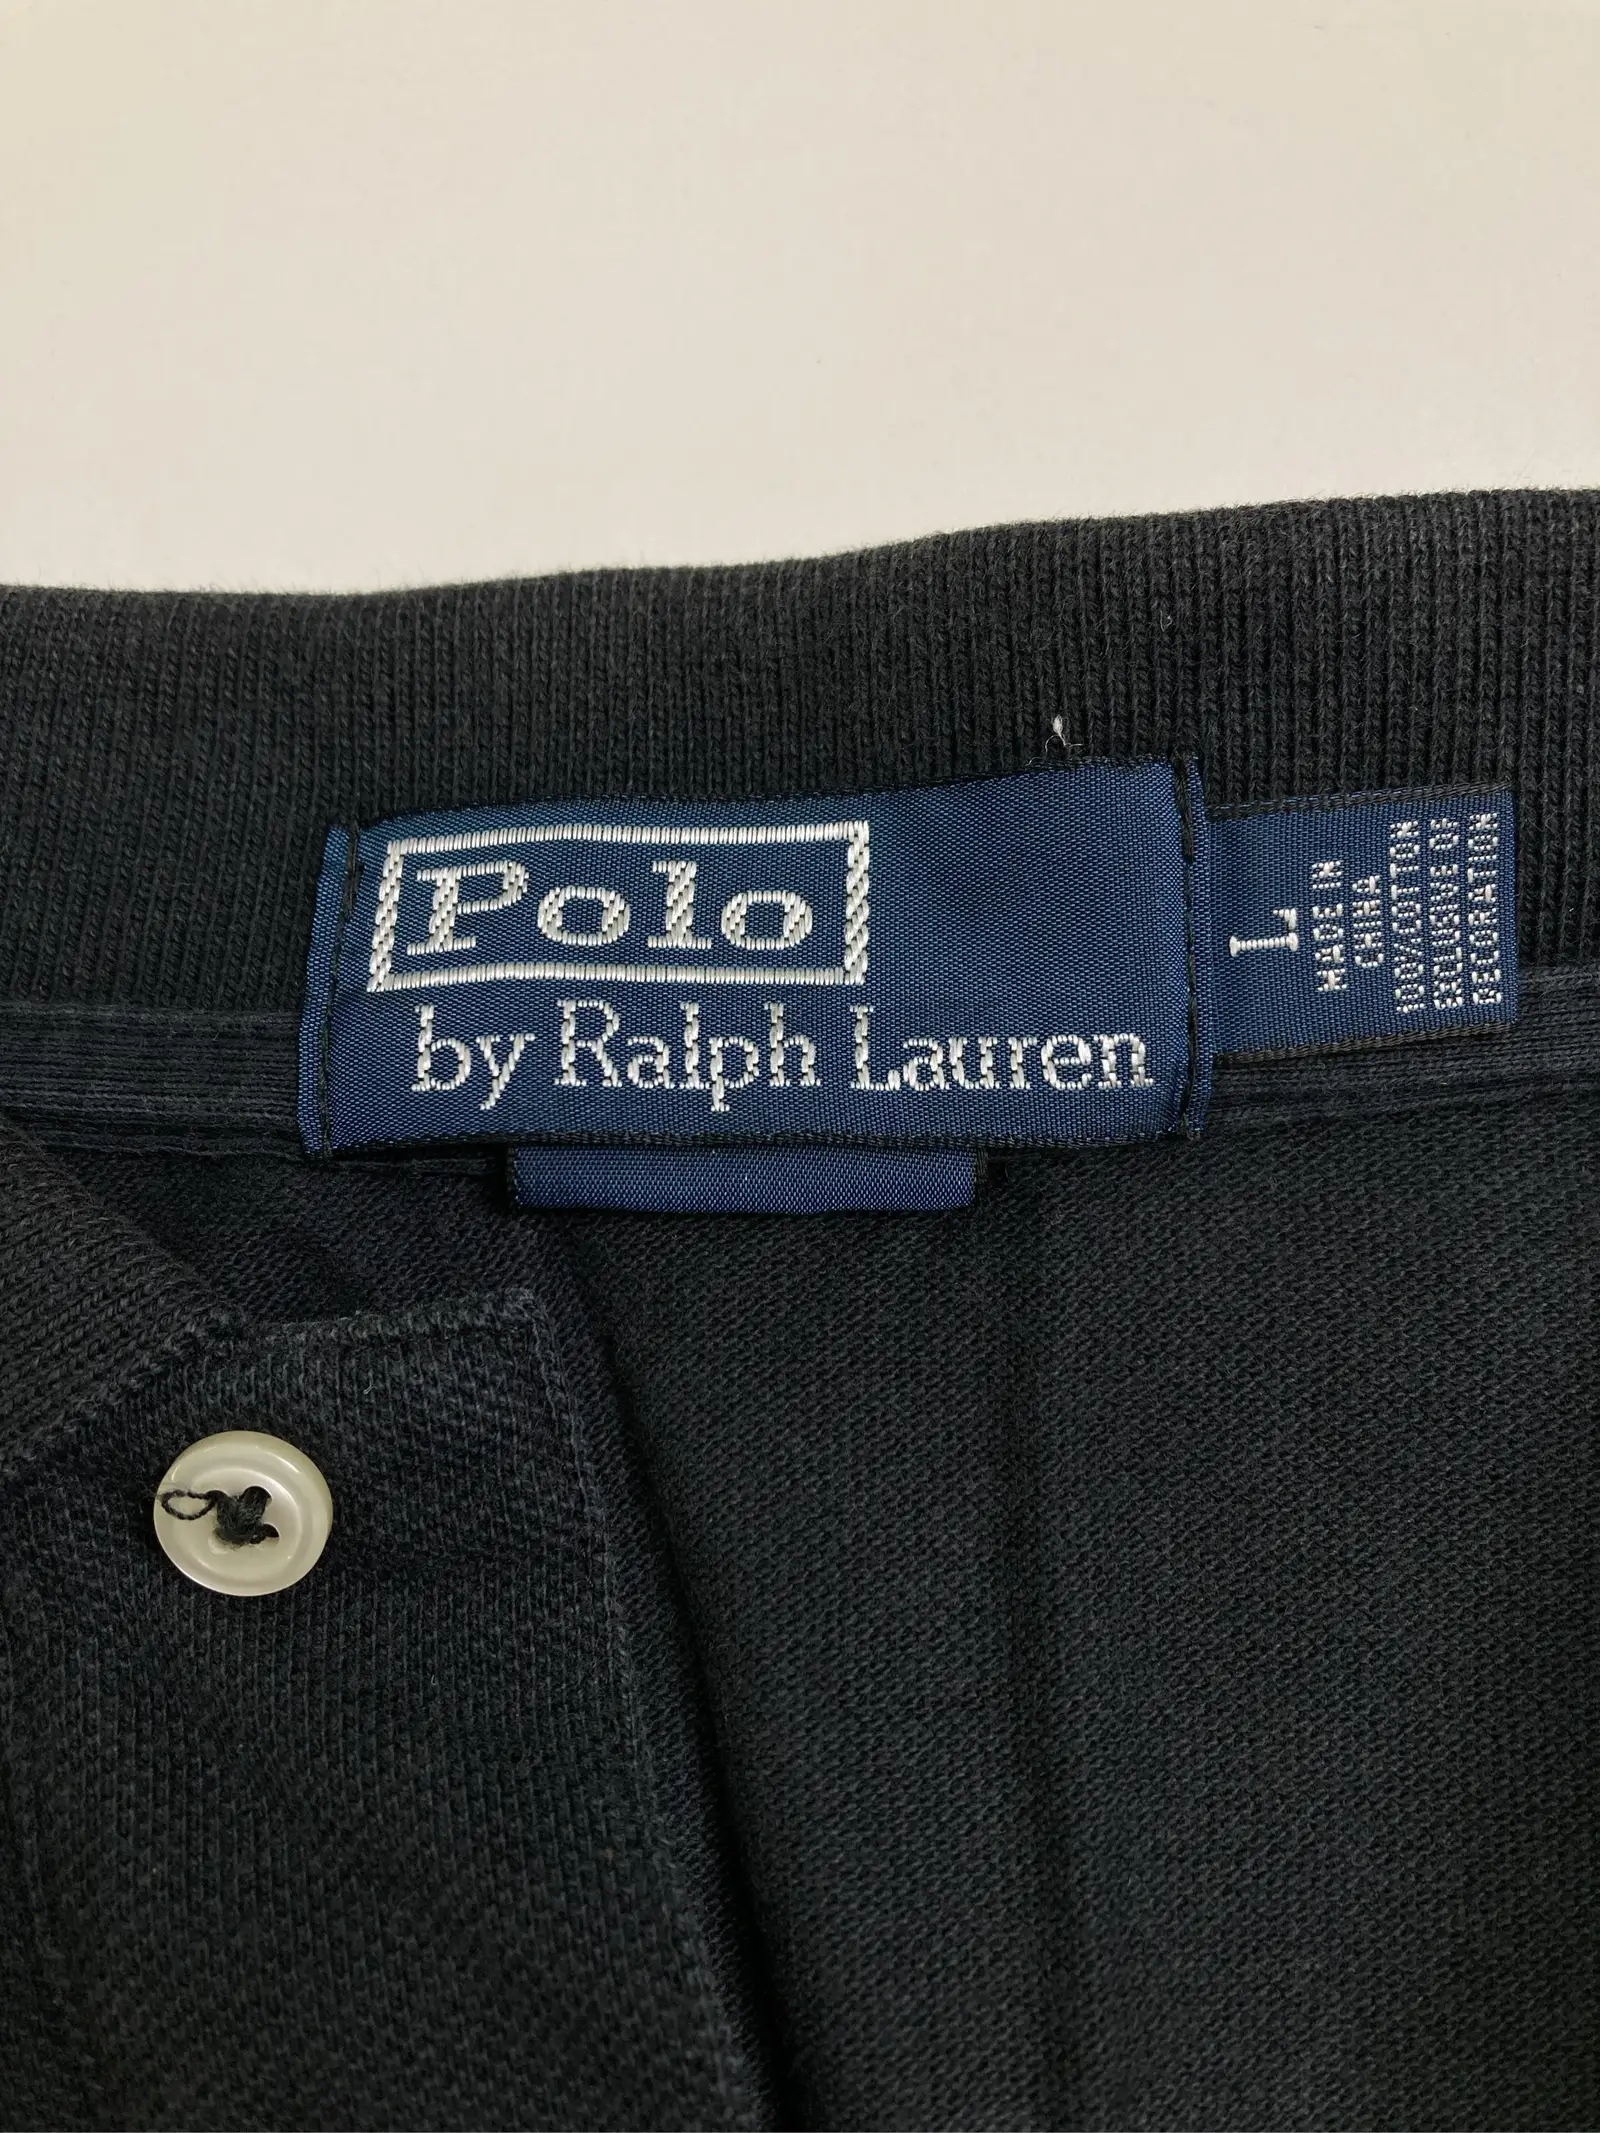 Polo
by Ralph Lauren
L
MADE IN
CHINA
100% COTTON
EXCLUSIVE OF
DECORATION